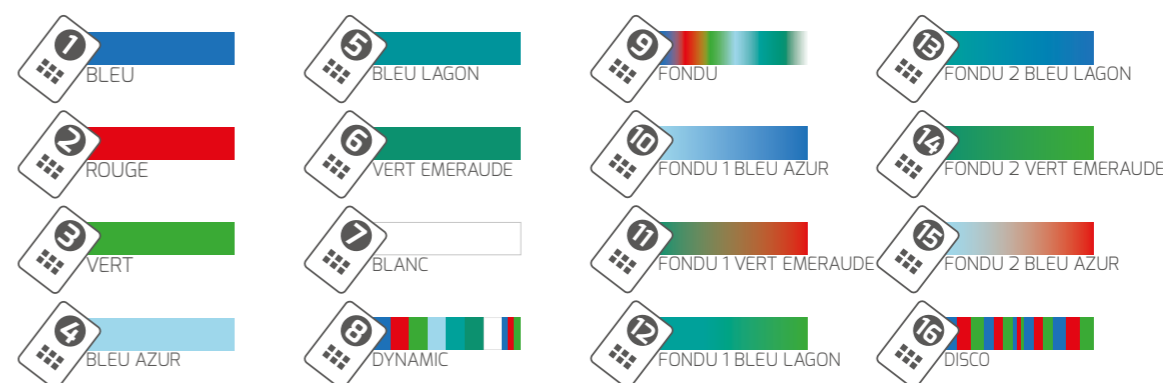 1
BLEU
2
ROUGE
3
VERT
4
BLEU AZUR
5
BLEU LAGON
6
VERT EMERAUDE
7
BLANC
8
DYNAMIC
9
FONDU
10
FONDU 1 BLEU AZUR
11
FONDU 1 VERT EMERAUDE
12
FONDU 1 BLEU LAGON
13
FONDU 2 BLEU LAGON
14
FONDU 2 VERT EMERAUDE
15
FONDU 2 BLEU AZUR
16
DISCO